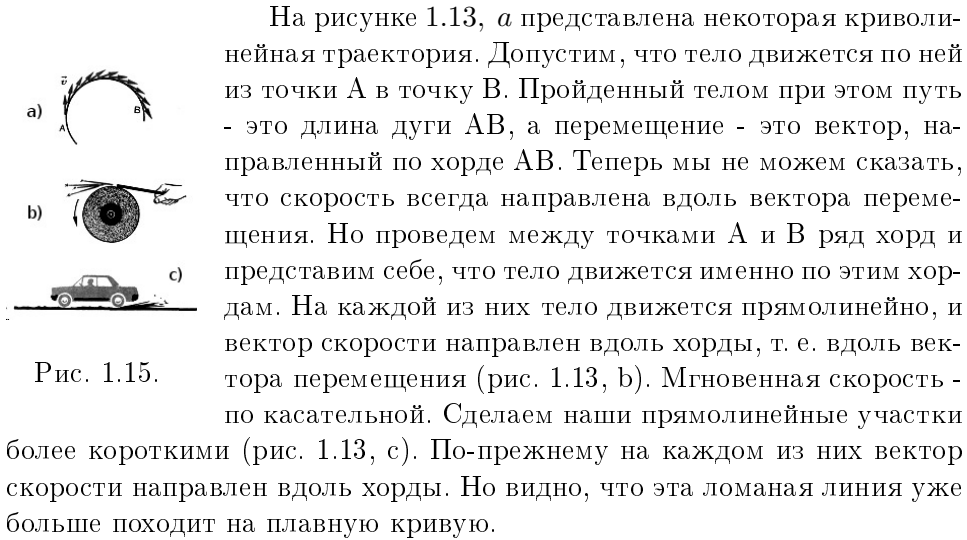 На рисунке 1.13, а представлена некоторая криволи-
нейная траектория. Допустим, что тело движется по ней
из точки А в точку В. Пройденный телом при этом путь
- это длина дуги АВ, а перемещение - это вектор, на-
правленный по хорде АВ. Теперь мы не можем сказать,
что скорость всегда направлена вдоль вектора переме-
щения. Но проведем между точками А и В ряд хорд и
представим себе, что тело движется именно по этим хор-
дам. На каждой из них тело движется прямолинейно, и
вектор скорости направлен вдоль хорды, т. е. вдоль век-
тора перемещения (рис. 1.13, b). Мгновенная скорость -
по касательной. Сделаем наши прямолинейные участки
более короткими (рис. 1.13, c). По-прежнему на каждом из них вектор
скорости направлен вдоль хорды. Но видно, что эта ломаная линия уже
больше походит на плавную кривую.
a)
v⃗
A
B
b)
c)
Рис. 1.15.